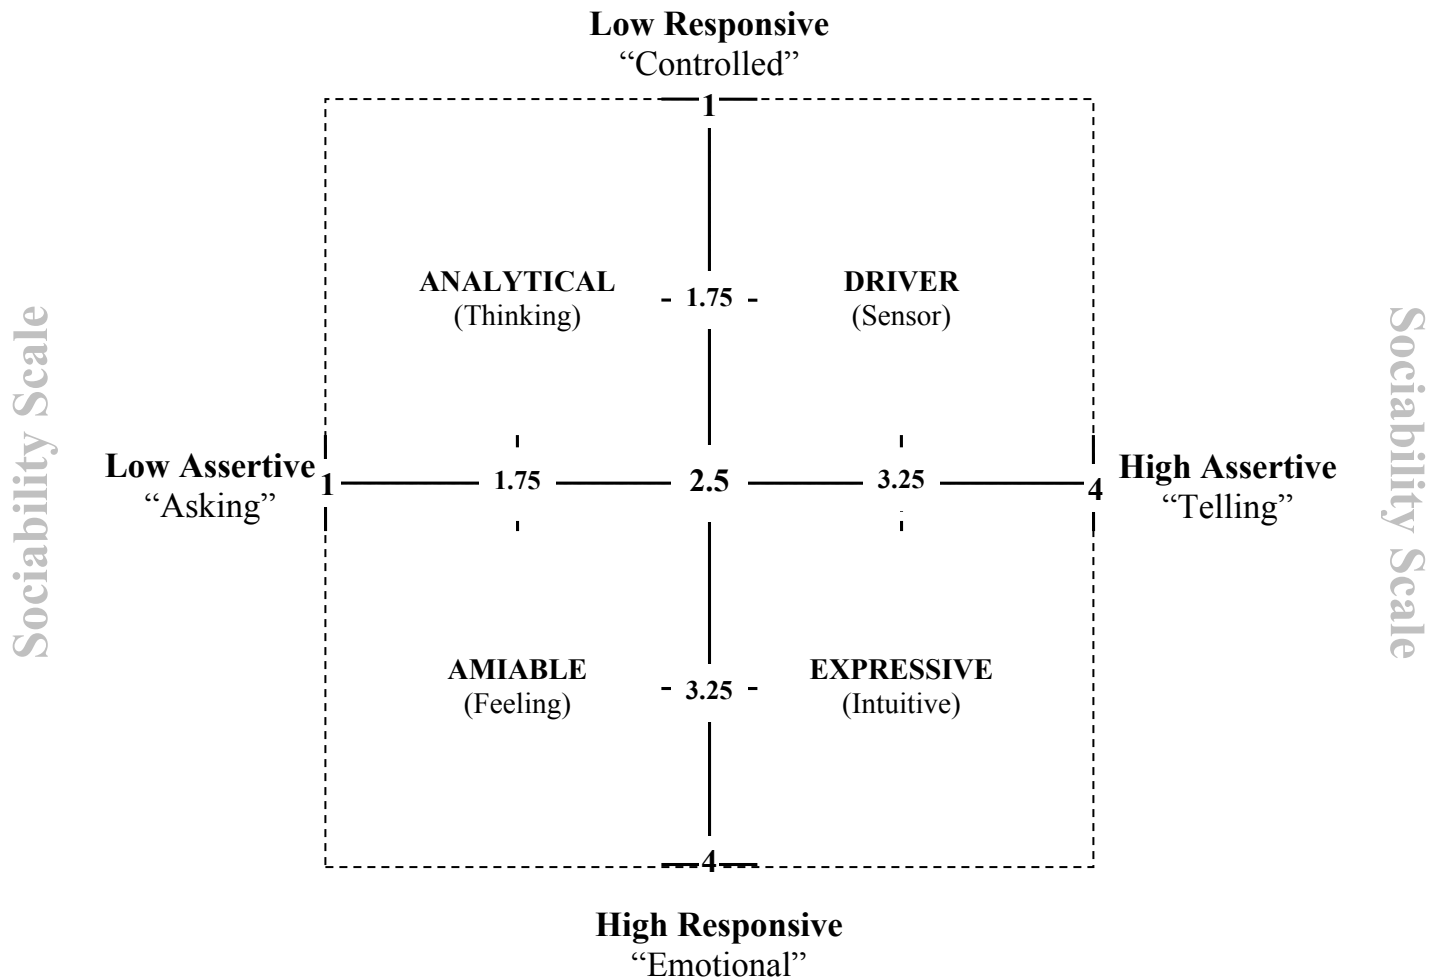 Low Responsive
“Controlled”
1
ANALYTICAL
(Thinking)
1.75
DRIVER
(Sensor)
Sociability Scale
Low Assertive
“Asking”
1
1.75
2.5
3.25
4
High Assertive
“Telling”
Sociability Scale
AMIABLE
(Feeling)
3.25
EXPRESSIVE
(Intuitive)
4
High Responsive
“Emotional”